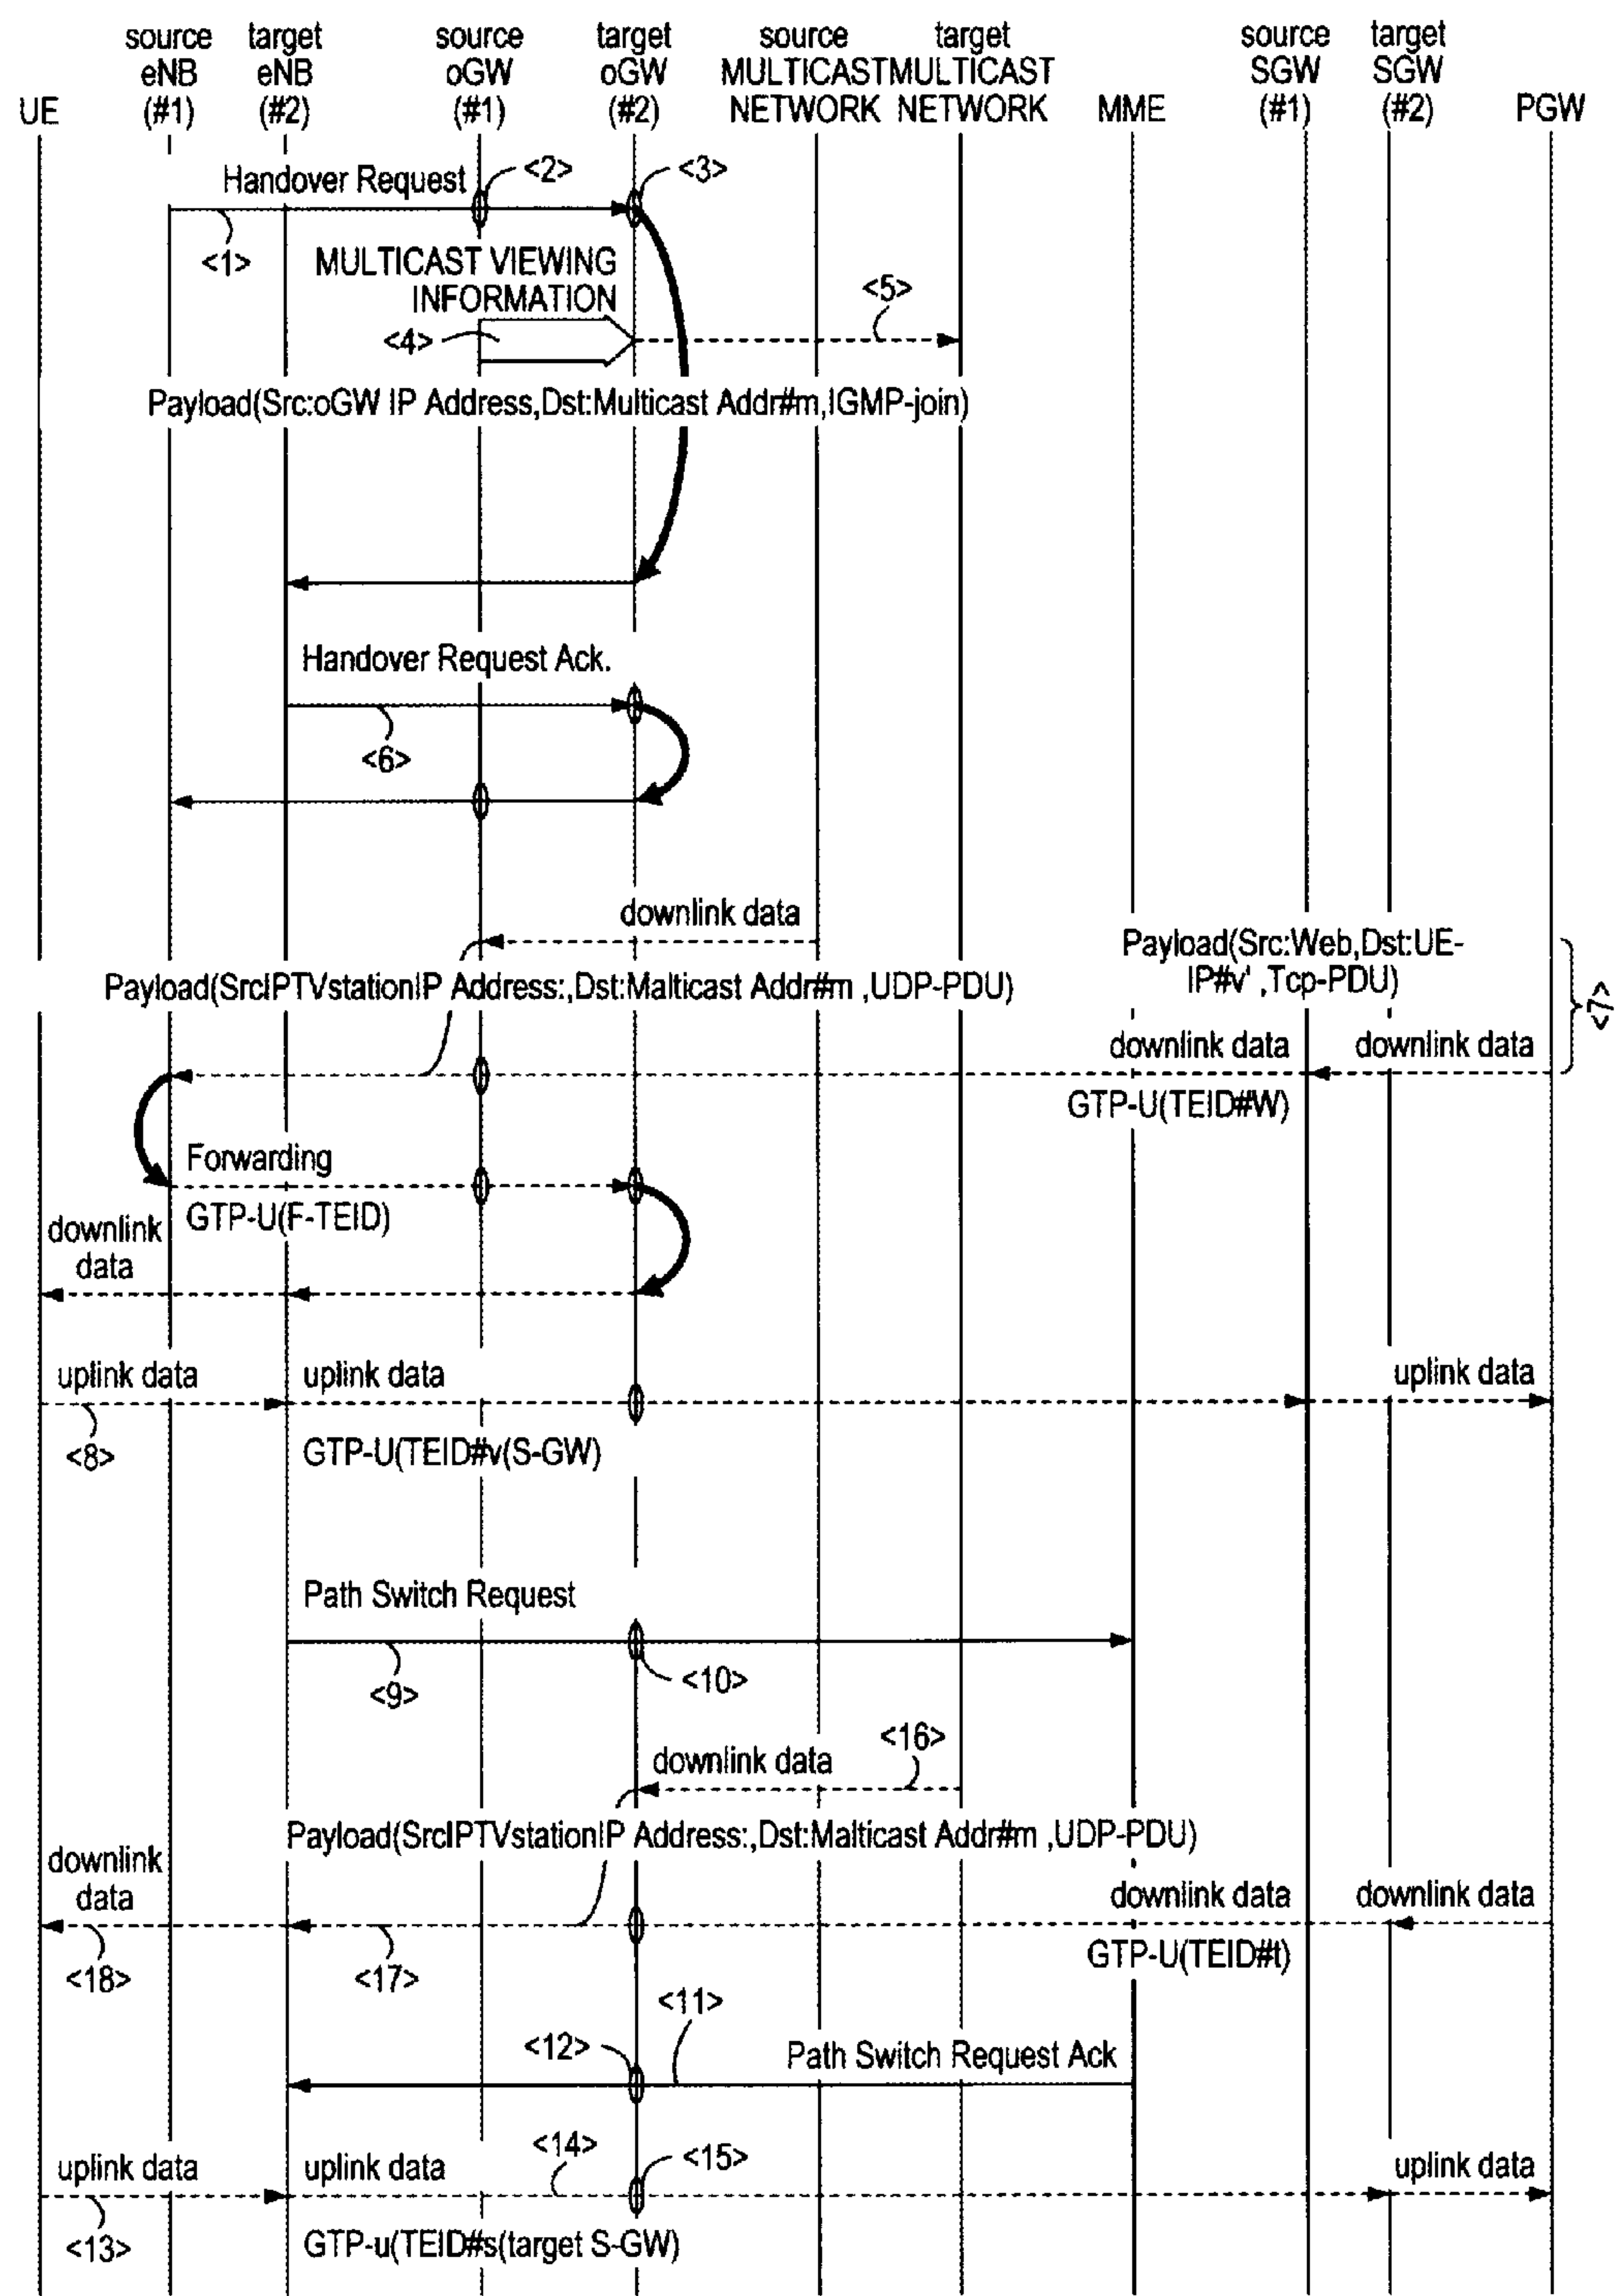 source target source target source target source target
eNB eNB oGW oGW MULTICAST MULTICAST SGW SGW
UE (#1) (#2) (#1) (#2) NETWORK NETWORK MME (#1) (#2) PGW
Handover Request <2> <3>
<1>
MULTICAST VIEWING
INFORMATION
<5>
<4>
Payload(Src:oGW IP Address,Dst:Multicast Addr#m,IGMP-join)
Handover Request Ack.
<6>
downlink data
Payload(Src:Web,Dst:UE-
IP#v' ,Tcp-PDU)
<7>
Payload(SrcIPTVstationIP Address:,Dst:Malticast Addr#m ,UDP-PDU)
downlink data downlink data
GTP-U(TEID#W)
Forwarding
GTP-U(F-TEID)
downlink
data
uplink data uplink data uplink data
<8>
GTP-U(TEID#v(S-GW)
Path Switch Request
<9>
<10>
<16>
downlink data
Payload(SrcIPTVstationIP Address:,Dst:Malticast Addr#m ,UDP-PDU)
downlink
data
downlink data downlink data
<18> <17>
GTP-U(TEID#t)
<11>
<12>
Path Switch Request Ack
<14> <15>
uplink data uplink data uplink data
<13>
GTP-u(TEID#s(target S-GW)